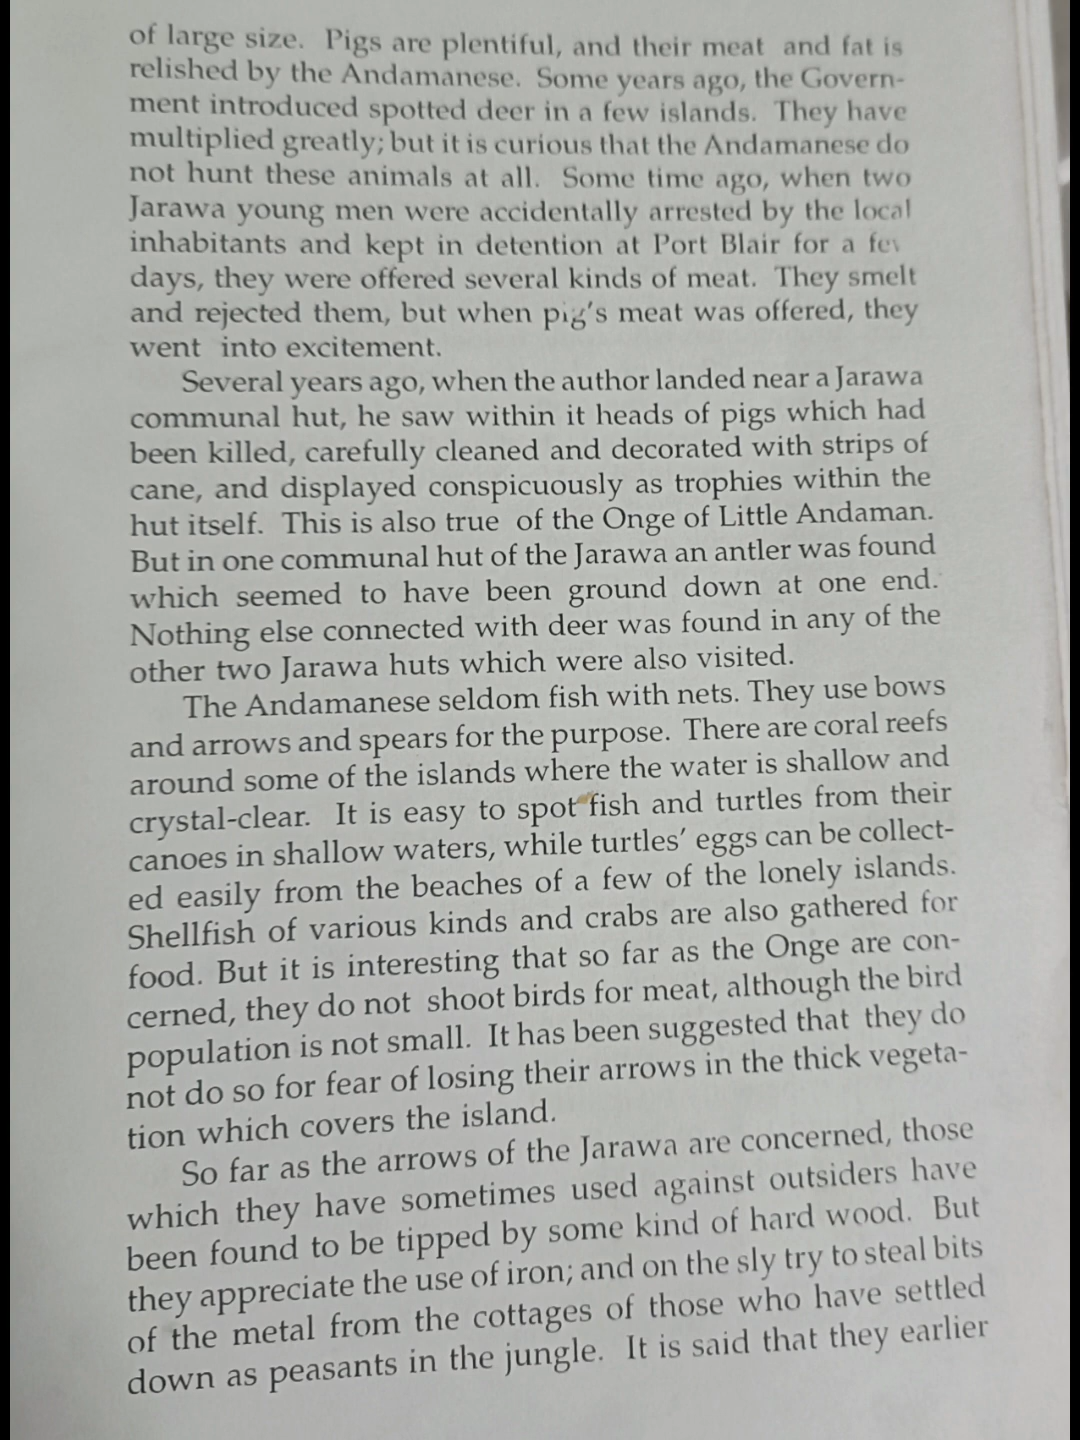 of large size. Pigs are plentiful, and their meat and fat is
relished by the Andamanese. Some years ago, the Govern-
ment introduced spotted deer in a few islands. They have
multiplied greatly; but it is curious that the Andamanese do
not hunt these animals at all. Some time ago, when two
Jarawa young men were accidentally arrested by the local
inhabitants and kept in detention at Port Blair for a few
days, they were offered several kinds of meat. They smelt
and rejected them, but when pig's meat was offered, they
went into excitement.
Several years ago, when the author landed near a Jarawa
communal hut, he saw within it heads of pigs which had
been killed, carefully cleaned and decorated with strips of
cane, and displayed conspicuously as trophies within the
hut itself. This is also true of the Onge of Little Andaman.
But in one communal hut of the Jarawa an antler was found
which seemed to have been ground down at one end.
Nothing else connected with deer was found in any of the
other two Jarawa huts which were also visited.
The Andamanese seldom fish with nets. They use bows
and arrows and spears for the purpose. There are coral reefs
around some of the islands where the water is shallow and
crystal-clear. It is easy to spot fish and turtles from their
canoes in shallow waters, while turtles' eggs can be collect-
ed easily from the beaches of a few of the lonely islands.
Shellfish of various kinds and crabs are also gathered for
food. But it is interesting that so far as the Onge are con-
cerned, they do not shoot birds for meat, although the bird
population is not small. It has been suggested that they do
not do so for fear of losing their arrows in the thick vegeta-
tion which covers the island.
So far as the arrows of the Jarawa are concerned, those
which they have sometimes used against outsiders have
been found to be tipped by some kind of hard wood. But
they appreciate the use of iron; and on the sly try to steal bits
of the metal from the cottages of those who have settled
down as peasants in the jungle. It is said that they earlier